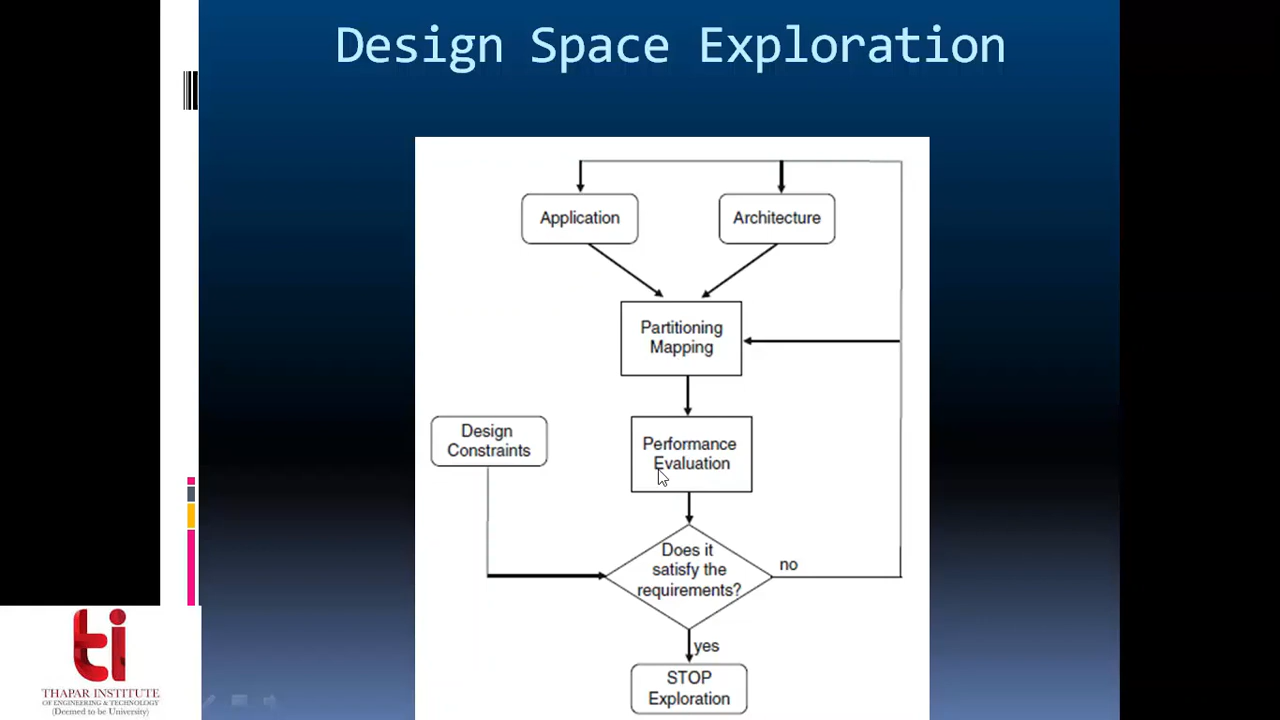 Design Space Exploration
Application
Architecture
Partitioning
Mapping
Design
Constraints
Performance
Evaluation
Does it
satisfy the
requirements?
no
yes
STOP
Exploration
ti
THAPAR INSTITUTE
OF ENGINEERING & TECHNOLOGY
(Deemed to be University)